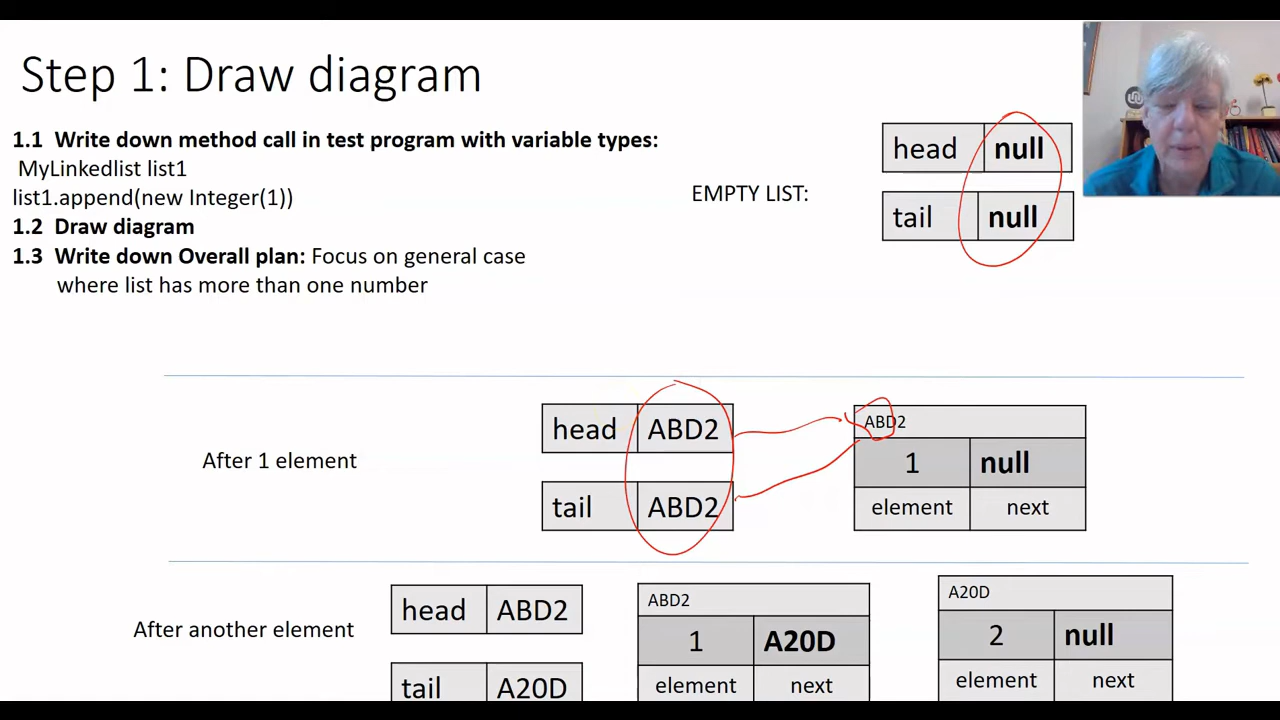 Step 1: Draw diagram
1.1 Write down method call in test program with variable types:
MyLinkedlist list1
list1.append(new Integer(1))
1.2 Draw diagram
1.3 Write down Overall plan: Focus on general case
where list has more than one number
EMPTY LIST:
head null
tail null
After 1 element
head ABD2
tail ABD2
ABD2
1 null
element next
After another element
head ABD2
tail A20D
ABD2
1 A20D
element next
A20D
2 null
element next